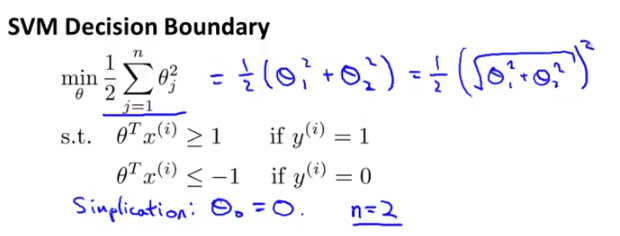 SVM Decision Boundary
min_θ 1/2 ∑_{j=1}^{n} θ_j^2 = 1/2 (θ_1^2 + θ_2^2) = 1/2 (√(θ_1^2 + θ_2^2))^2
s.t. θ^T x^(i) ≥ 1 if y^(i) = 1
θ^T x^(i) ≤ −1 if y^(i) = 0
Simplication: θ_0 = 0. n=2